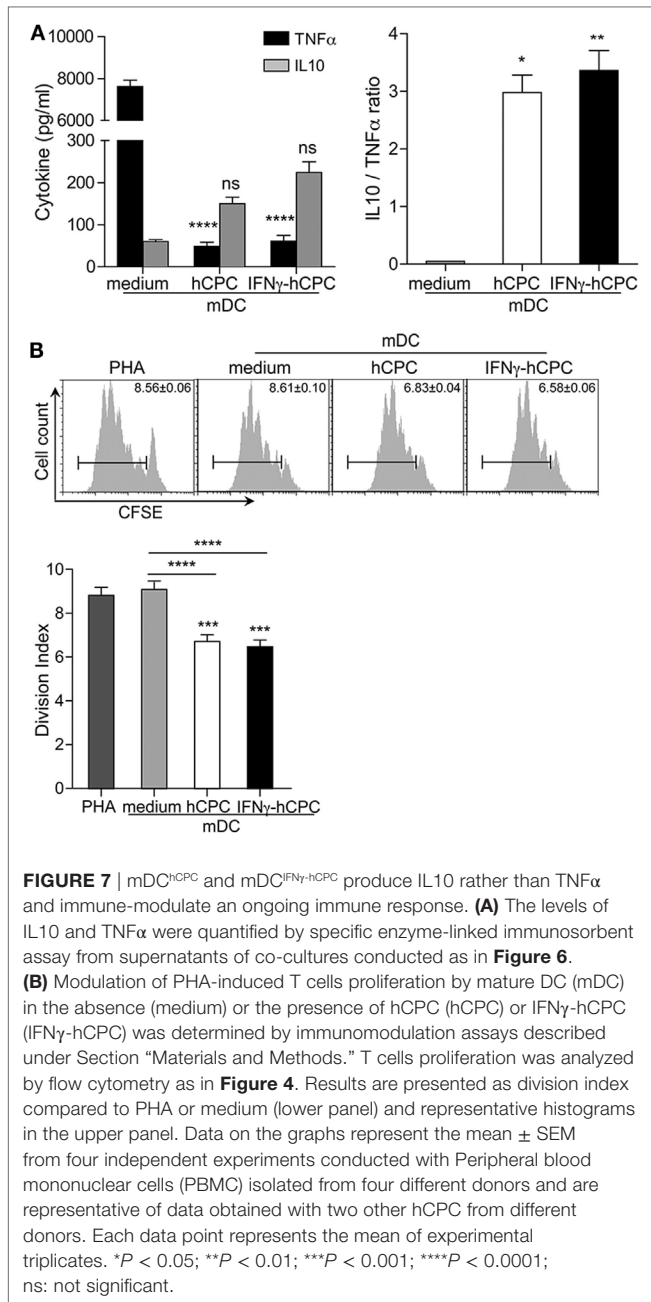 A
TNFα
IL10
10000
8000
6000
300
200
100
0
Cytokine (pg/ml)
****
ns
****
ns
medium hCPC IFNγ-hCPC
mDC
4
3
2
1
0
IL10 / TNFα ratio
*
**
medium hCPC IFNγ-hCPC
mDC
B
mDC
PHA medium hCPC IFNγ-hCPC
8.56±0.06 8.61±0.10 6.83±0.04 6.58±0.06
Cell count
CFSE
10
8
6
4
2
0
Division Index
****
****
***
***
PHA medium hCPC IFNγ-hCPC
mDC
FIGURE 7 | mDC^hCPC and mDC^IFNγ-hCPC produce IL10 rather than TNFα
and immune-modulate an ongoing immune response. (A) The levels of
IL10 and TNFα were quantified by specific enzyme-linked immunosorbent
assay from supernatants of co-cultures conducted as in Figure 6.
(B) Modulation of PHA-induced T cells proliferation by mature DC (mDC)
in the absence (medium) or the presence of hCPC (hCPC) or IFNγ-hCPC
(IFNγ-hCPC) was determined by immunomodulation assays described
under Section “Materials and Methods.” T cells proliferation was analyzed
by flow cytometry as in Figure 4. Results are presented as division index
compared to PHA or medium (lower panel) and representative histograms
in the upper panel. Data on the graphs represent the mean ± SEM
from four independent experiments conducted with Peripheral blood
mononuclear cells (PBMC) isolated from four different donors and are
representative of data obtained with two other hCPC from different
donors. Each data point represents the mean of experimental
triplicates. *P < 0.05; **P < 0.01; ***P < 0.001; ****P < 0.0001;
ns: not significant.